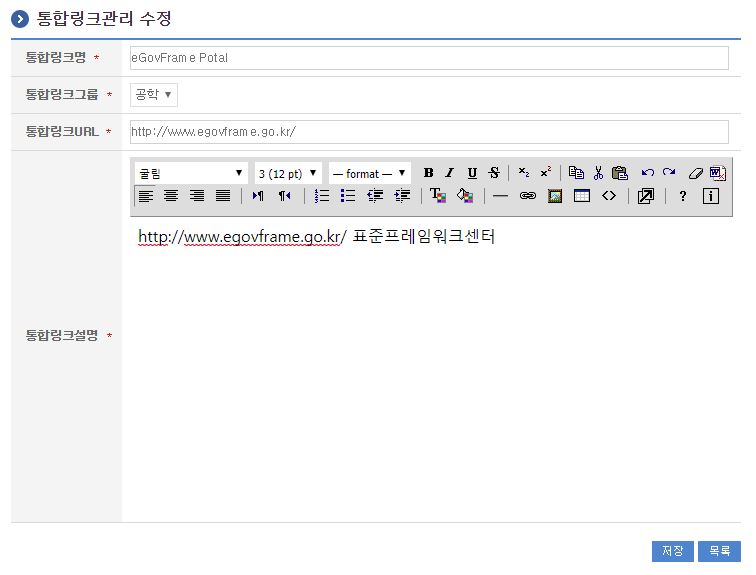 통합링크관리 수정
통합링크명 * eGovFrame Potal
통합링크그룹 * 공학 ▼
통합링크URL * http://www.egovframe.go.kr/
굴림 ▼ 3 (12 pt) ▼ — format — ▼ B I U S x₂ x² W
T ? i
http://www.egovframe.go.kr/ 표준프레임워크센터
통합링크설명 *
저장 목록